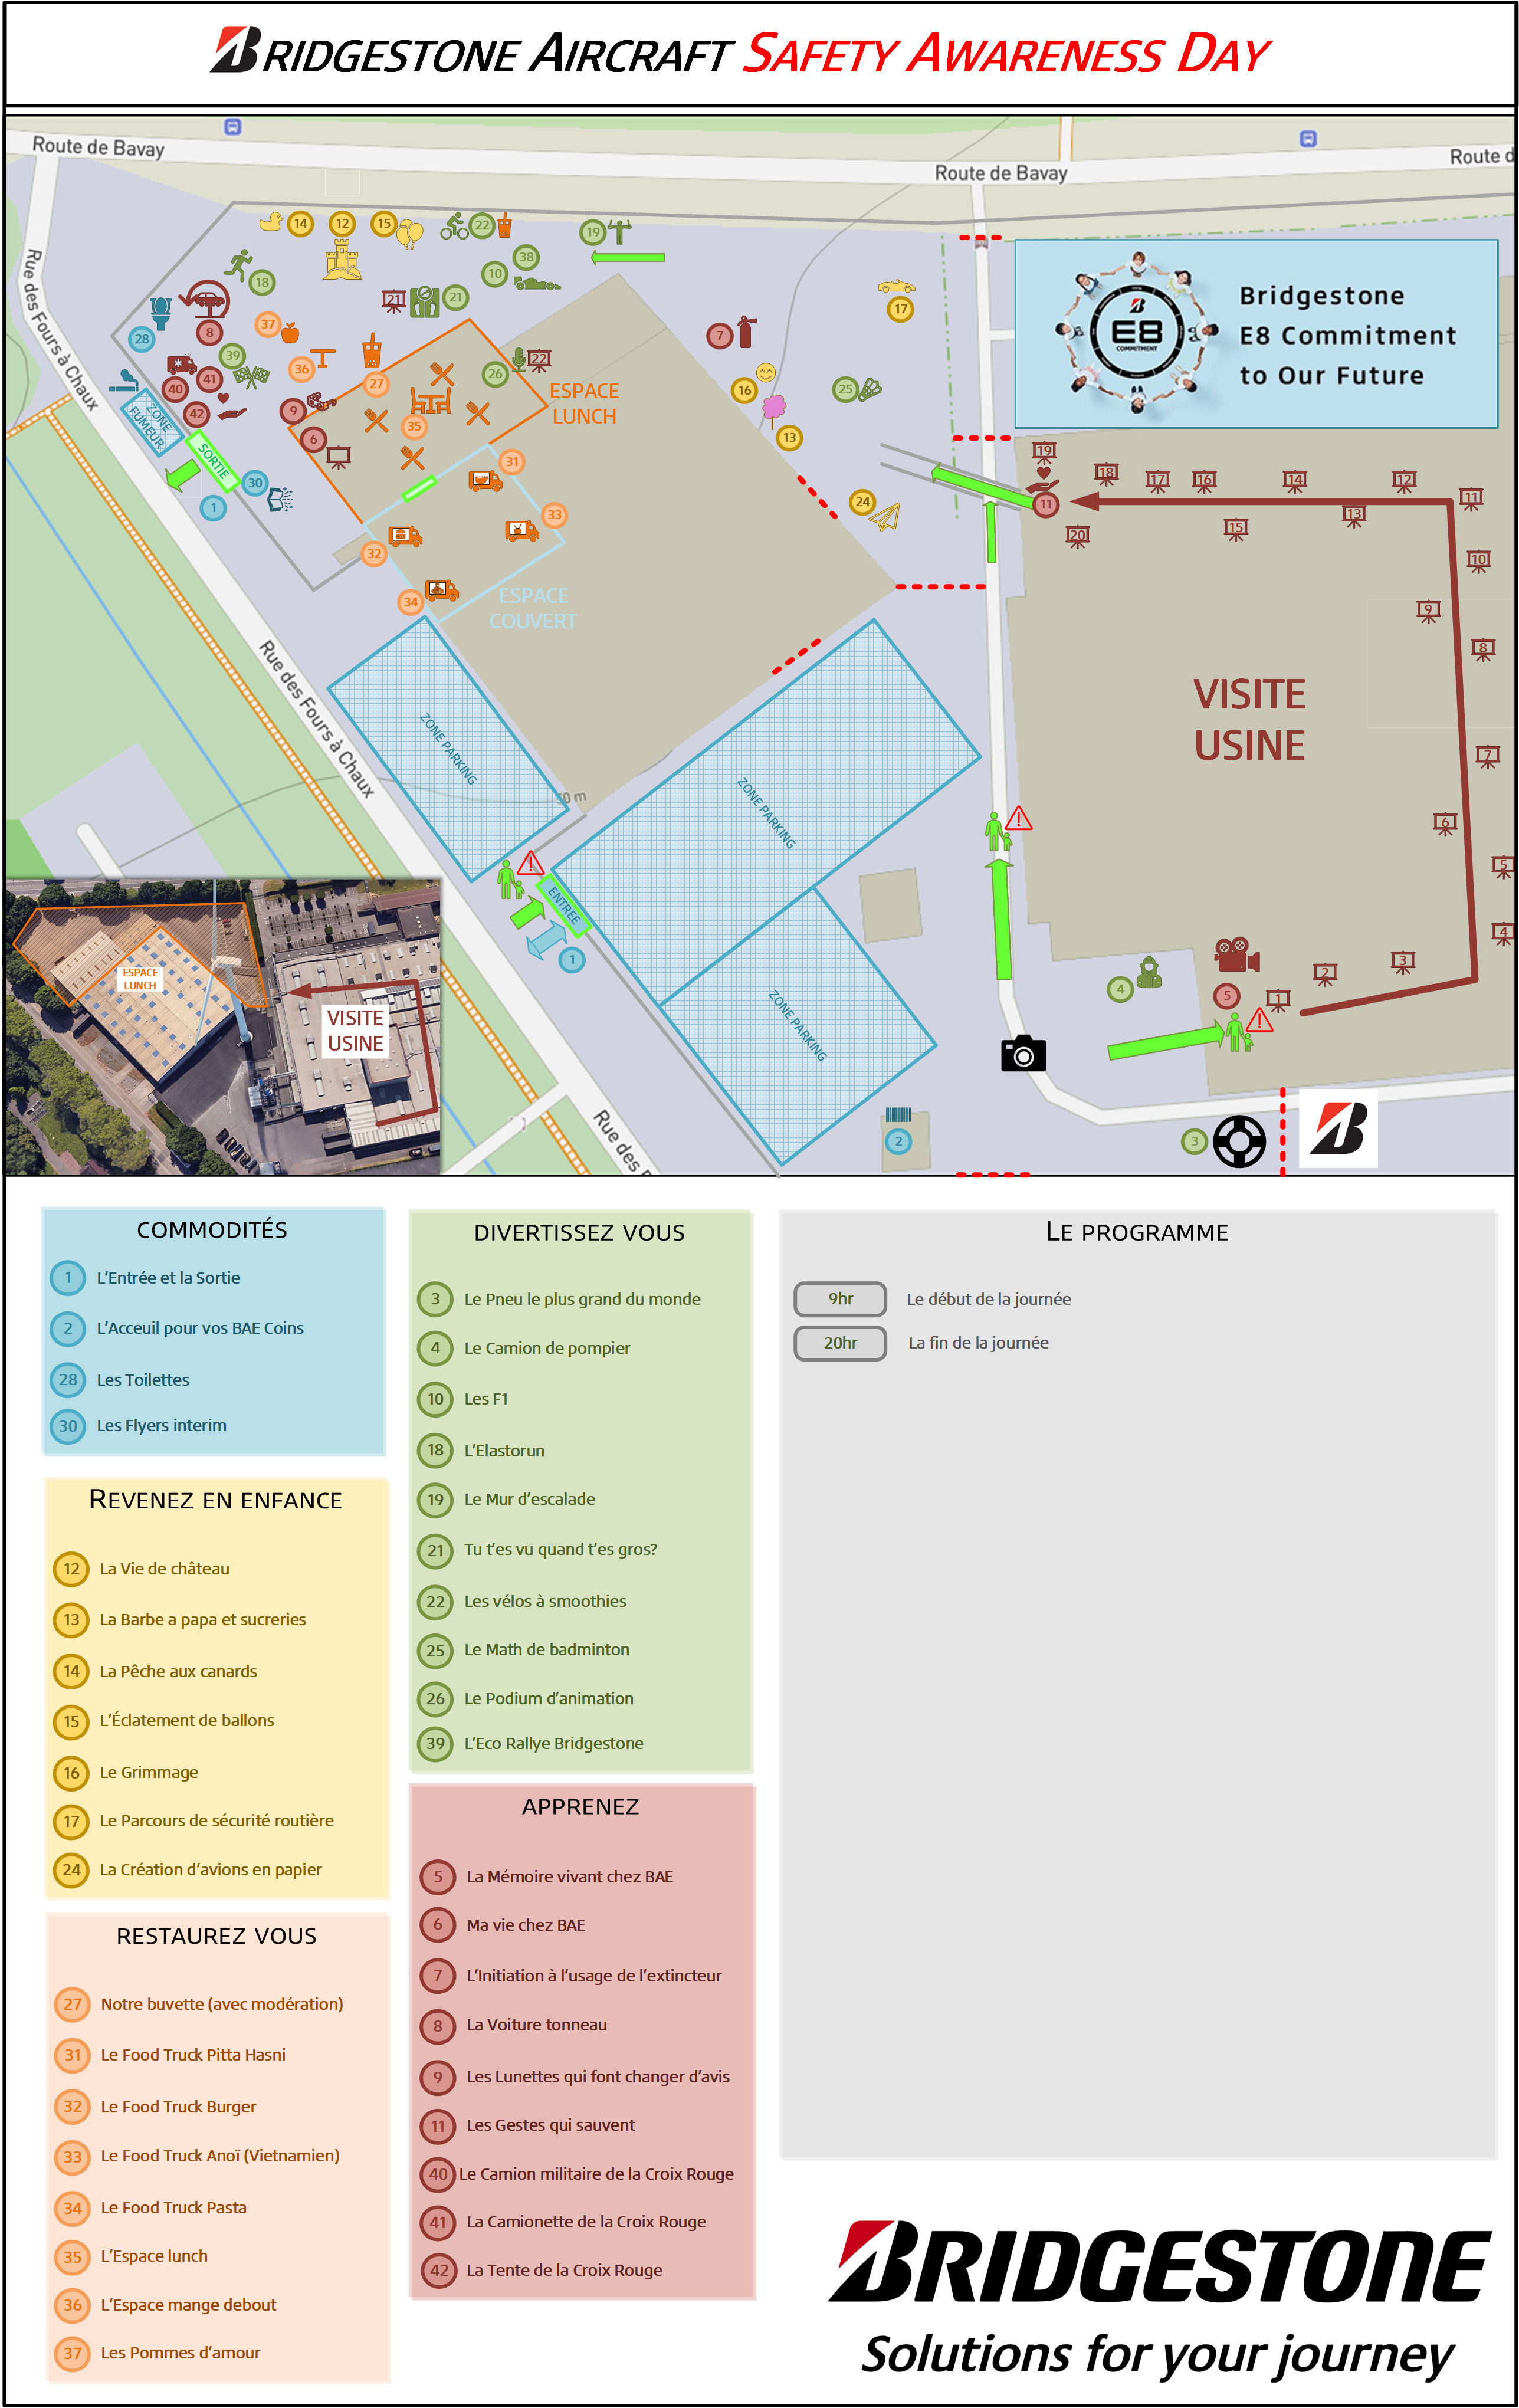 BRIDGESTONE AIRCRAFT SAFETY AWARENESS DAY
Route de Bavay
Route de Bavay
Route d
Rue des Fours à Chaux
14
12
15
22
19
38
10
18
21
21
28
8
37
39
36
27
26
22
40
41
42
9
6
35
ESPACE
LUNCH
7
17
16
25
13
24
Bridgestone
E8 Commitment
to Our Future
E8
COMMITMENT
ZONE
FUMEUR
SORTIE
30
1
31
33
32
34
ESPACE
COUVERT
19
11
18
17
16
14
12
11
20
15
13
10
9
8
7
6
5
4
3
2
1
VISITE
USINE
Rue des Fours à Chaux
ZONE PARKING
50 m
ZONE PARKING
ZONE PARKING
ENTREE
1
4
5
2
3
ESPACE
LUNCH
VISITE
USINE
Rue des F
COMMODITÉS
1 L’Entrée et la Sortie
2 L’Acceuil pour vos BAE Coins
28 Les Toilettes
30 Les Flyers interim
REVENEZ EN ENFANCE
12 La Vie de château
13 La Barbe a papa et sucreries
14 La Pêche aux canards
15 L’Éclatement de ballons
16 Le Grimmage
17 Le Parcours de sécurité routière
24 La Création d’avions en papier
RESTAUREZ VOUS
27 Notre buvette (avec modération)
31 Le Food Truck Pitta Hasni
32 Le Food Truck Burger
33 Le Food Truck Anoï (Vietnamien)
34 Le Food Truck Pasta
35 L’Espace lunch
36 L’Espace mange debout
37 Les Pommes d’amour
DIVERTISSEZ VOUS
3 Le Pneu le plus grand du monde
4 Le Camion de pompier
10 Les F1
18 L’Elastorun
19 Le Mur d’escalade
21 Tu t’es vu quand t’es gros?
22 Les vélos à smoothies
25 Le Math de badminton
26 Le Podium d’animation
39 L’Eco Rallye Bridgestone
APPRENEZ
5 La Mémoire vivant chez BAE
6 Ma vie chez BAE
7 L’Initiation à l’usage de l’extincteur
8 La Voiture tonneau
9 Les Lunettes qui font changer d’avis
11 Les Gestes qui sauvent
40 Le Camion militaire de la Croix Rouge
41 La Camionette de la Croix Rouge
42 La Tente de la Croix Rouge
LE PROGRAMME
9hr Le début de la journée
20hr La fin de la journée
BRIDGESTONE
Solutions for your journey